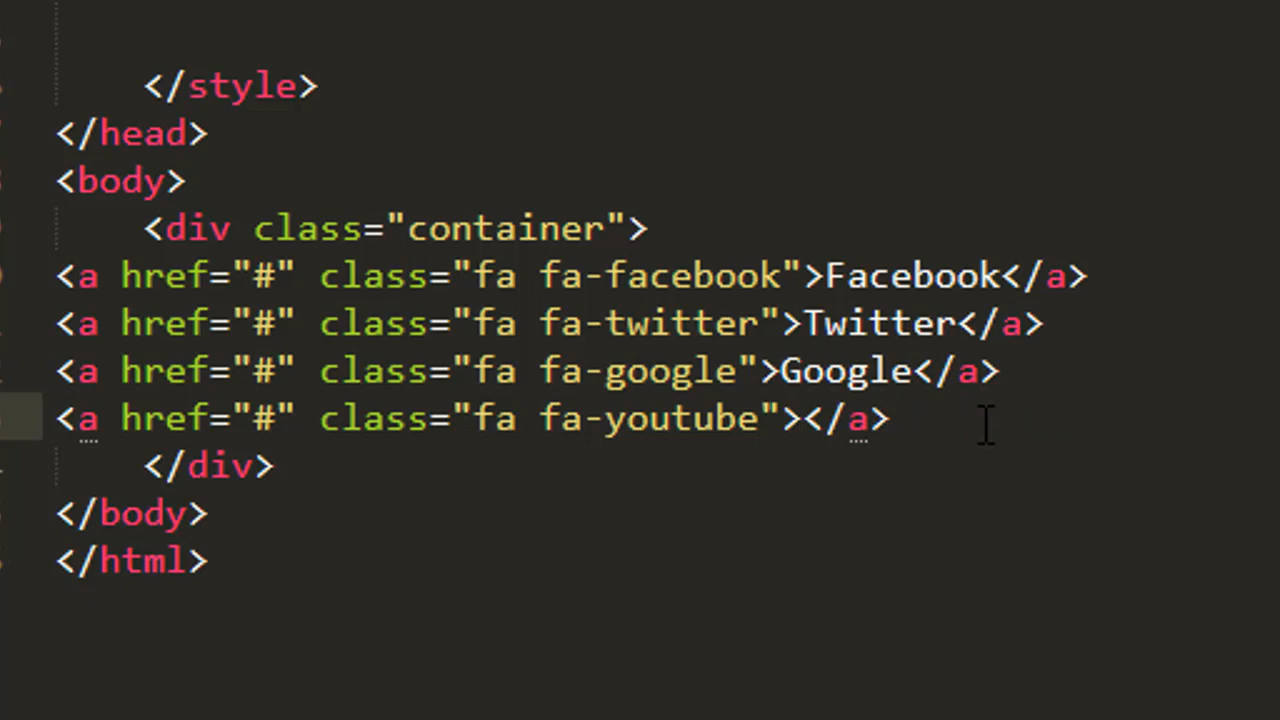 </style>
</head>
<body>
<div class="container">
<a href="#" class="fa fa-facebook">Facebook</a>
<a href="#" class="fa fa-twitter">Twitter</a>
<a href="#" class="fa fa-google">Google</a>
<a href="#" class="fa fa-youtube"></a>
</div>
</body>
</html>